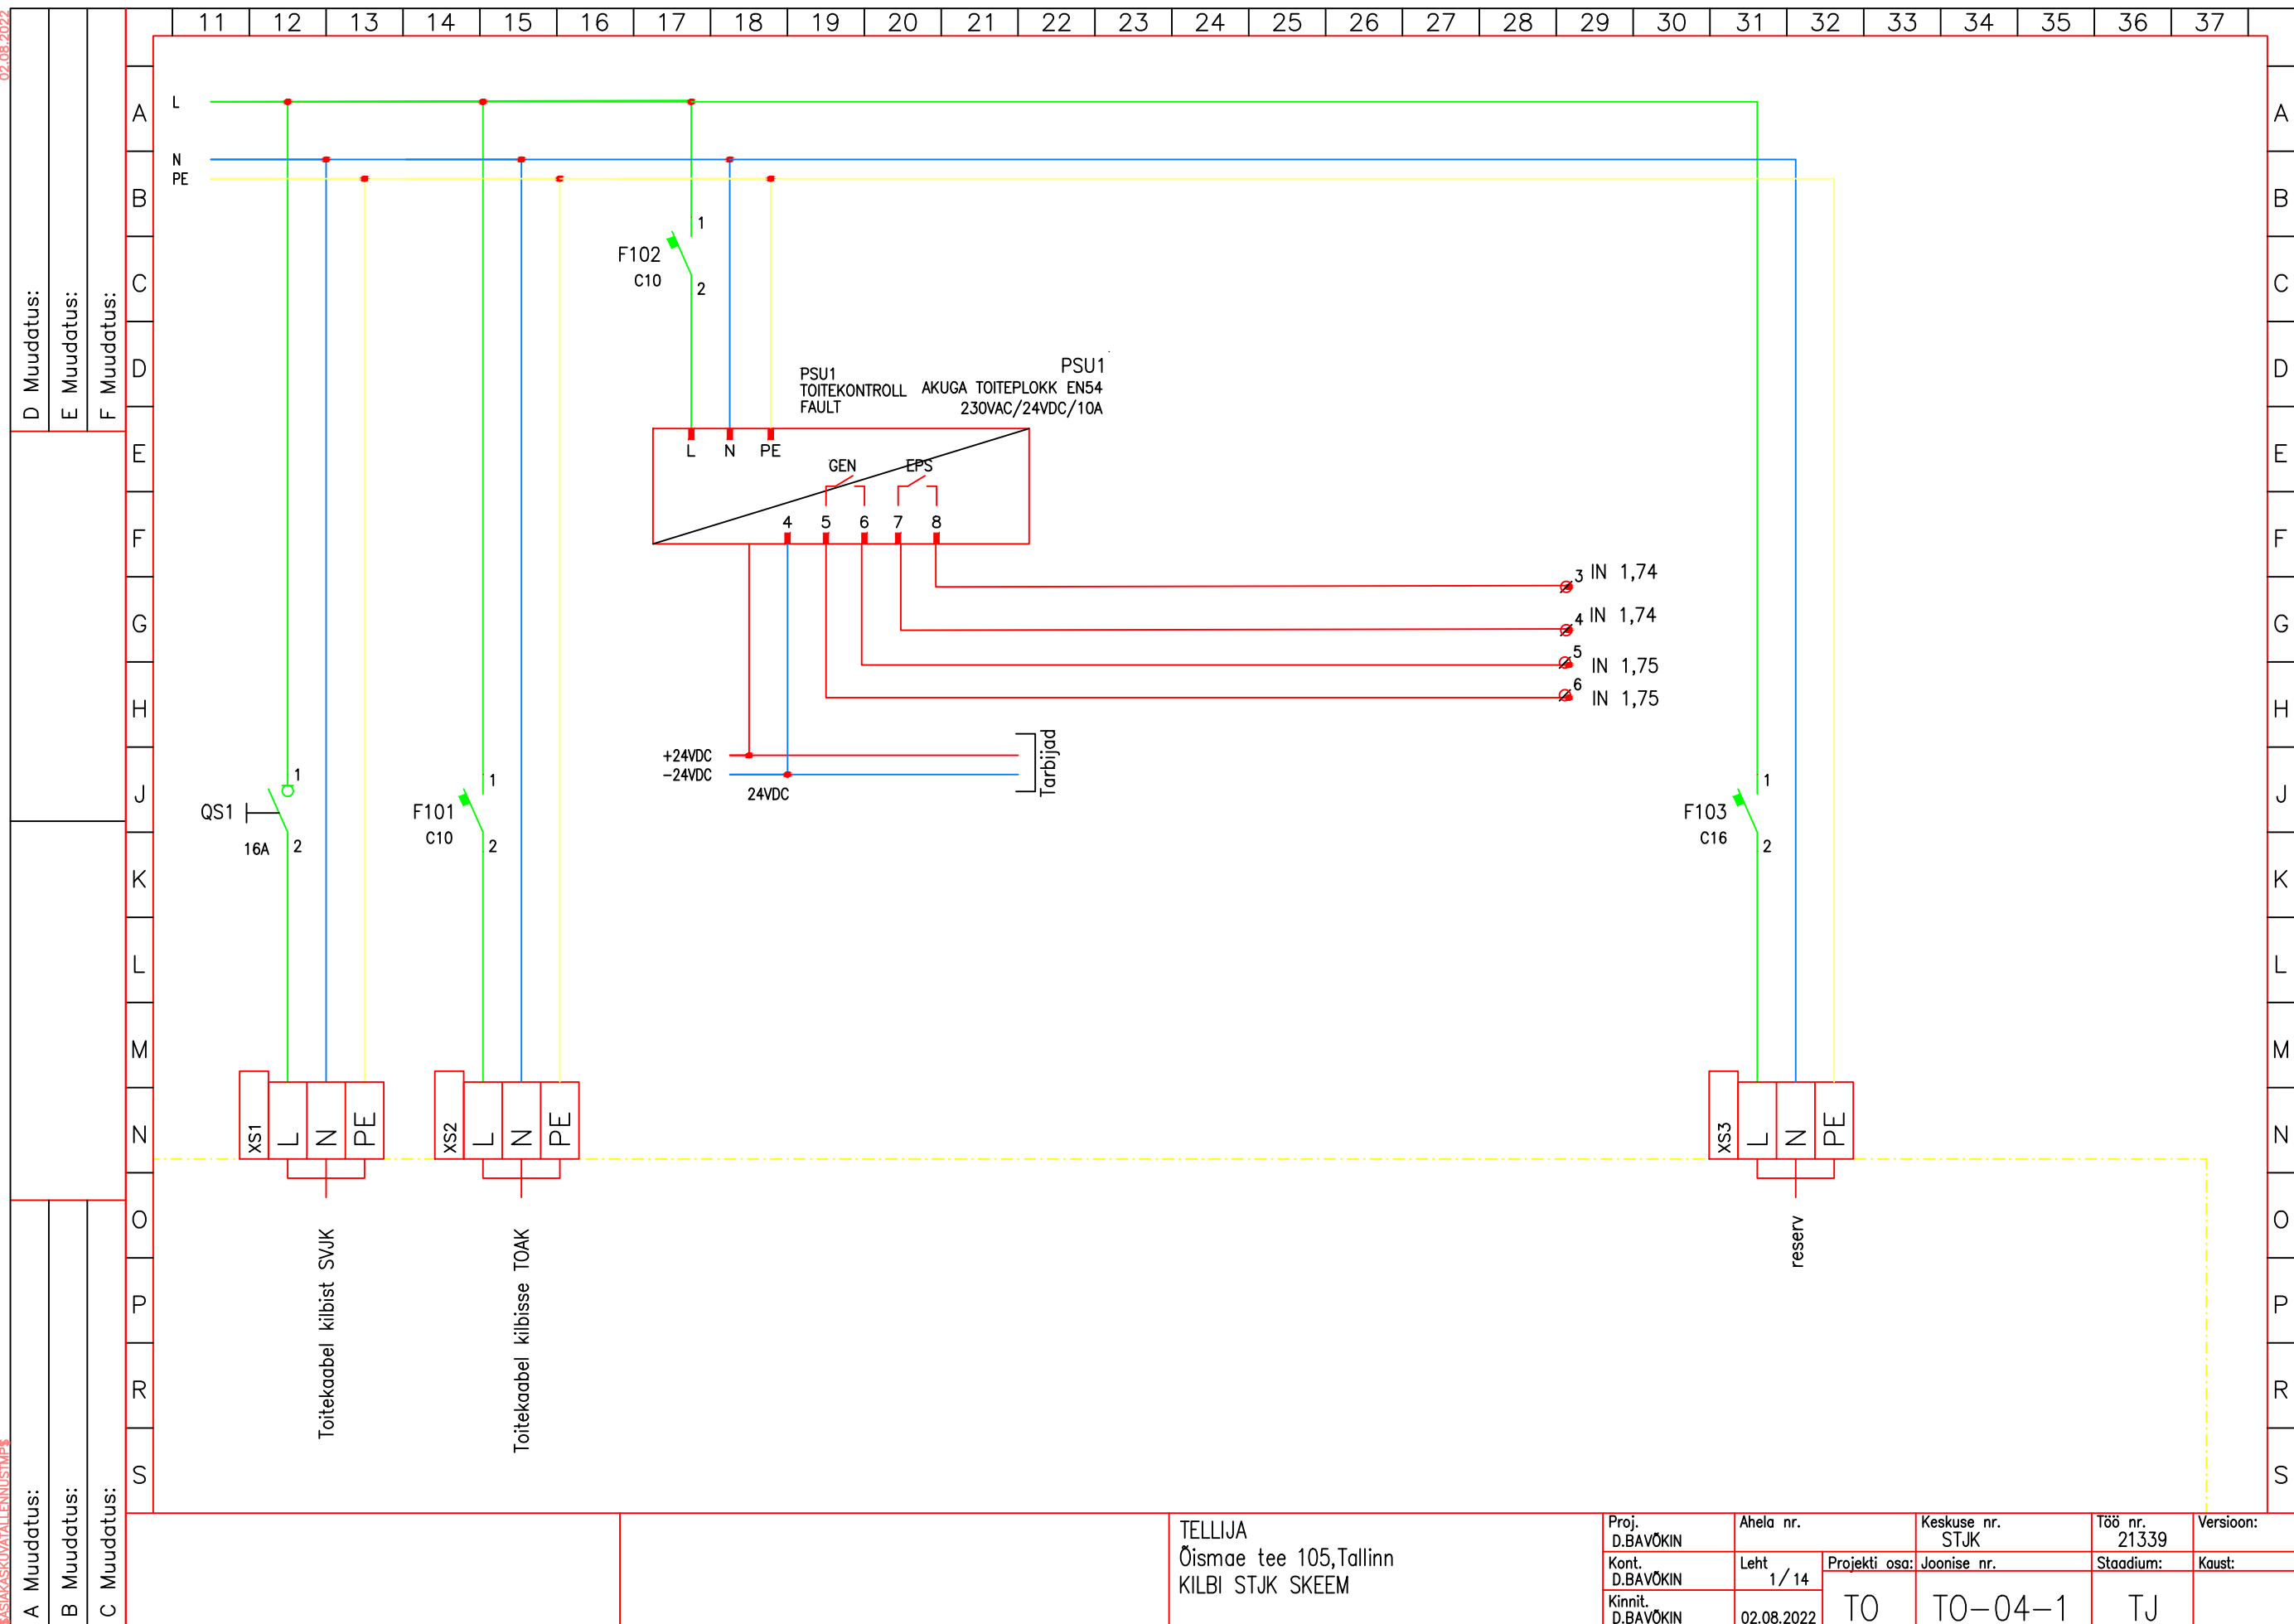 02.08.2022
11 12 13 14 15 16 17 18 19 20 21 22 23 24 25 26 27 28 29 30 31 32 33 34 35 36 37
D Muudatus:
E Muudatus:
F Muudatus:
A Muudatus:
B Muudatus:
C Muudatus:
A
B
C
D
E
F
G
H
J
K
L
M
N
O
P
R
S
A
B
C
D
E
F
G
H
J
K
L
M
N
O
P
R
S
L
N
PE
1
F102
C10
2
PSU1
TOITEKONTROLL
FAULT
PSU1
AKUGA TOITEPLOKK EN54
230VAC/24VDC/10A
L N PE
GEN EPS
4 5 6 7 8
3 IN 1,74
4 IN 1,74
5 IN 1,75
6 IN 1,75
+24VDC
-24VDC
24VDC
Tarbijad
1
QS1
16A 2
1
F101
C10
2
1
F103
C16
2
XS1 L N PE
XS2 L N PE
XS3 L N PE
Toitekaabel kilbist SVJK
Toitekaabel kilbisse TOAK
reserv
TELLIJA
Õismae tee 105,Tallinn
KILBI STJK SKEEM
Proj.
D.BAVÕKIN
Kont.
D.BAVÕKIN
Kinnit.
D.BAVÕKIN
Ahela nr.
Leht
1/14
02.08.2022
Projekti osa:
TO
Keskuse nr.
STJK
Joonise nr.
TO-04-1
Töö nr.
21339
Staadium:
TJ
Versioon:
Kaust: